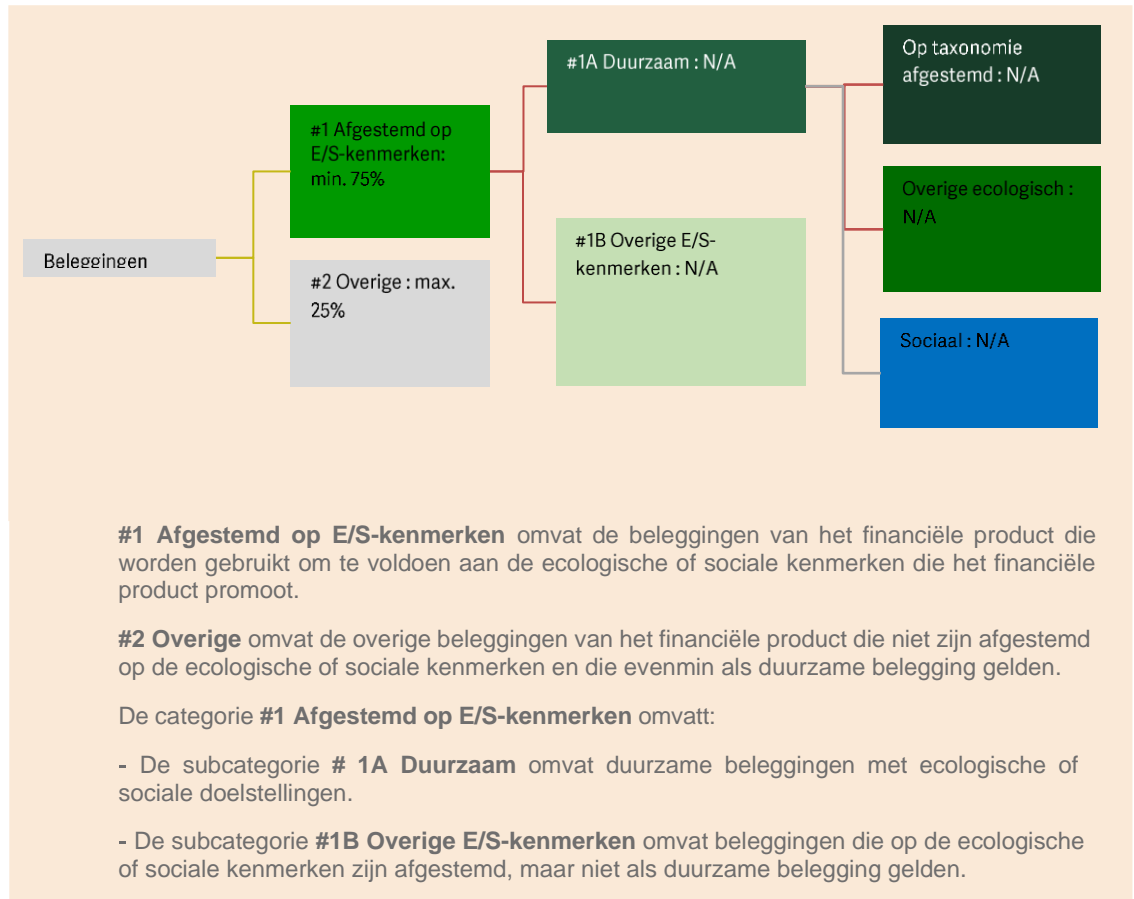 Beleggingen
#1 Afgestemd op
E/S-kenmerken:
min. 75%
#2 Overige : max.
25%
#1A Duurzaam : N/A
#1B Overige E/S-
kenmerken : N/A
Op taxonomie
afgestemd : N/A
Overige ecologisch :
N/A
Sociaal : N/A
#1 Afgestemd op E/S-kenmerken omvat de beleggingen van het financiële product die
worden gebruikt om te voldoen aan de ecologische of sociale kenmerken die het financiële
product promoot.
#2 Overige omvat de overige beleggingen van het financiële product die niet zijn afgestemd
op de ecologische of sociale kenmerken en die evenmin als duurzame belegging gelden.
De categorie #1 Afgestemd op E/S-kenmerken omvatt:
- De subcategorie # 1A Duurzaam omvat duurzame beleggingen met ecologische of
sociale doelstellingen.
- De subcategorie #1B Overige E/S-kenmerken omvat beleggingen die op de ecologische
of sociale kenmerken zijn afgestemd, maar niet als duurzame belegging gelden.